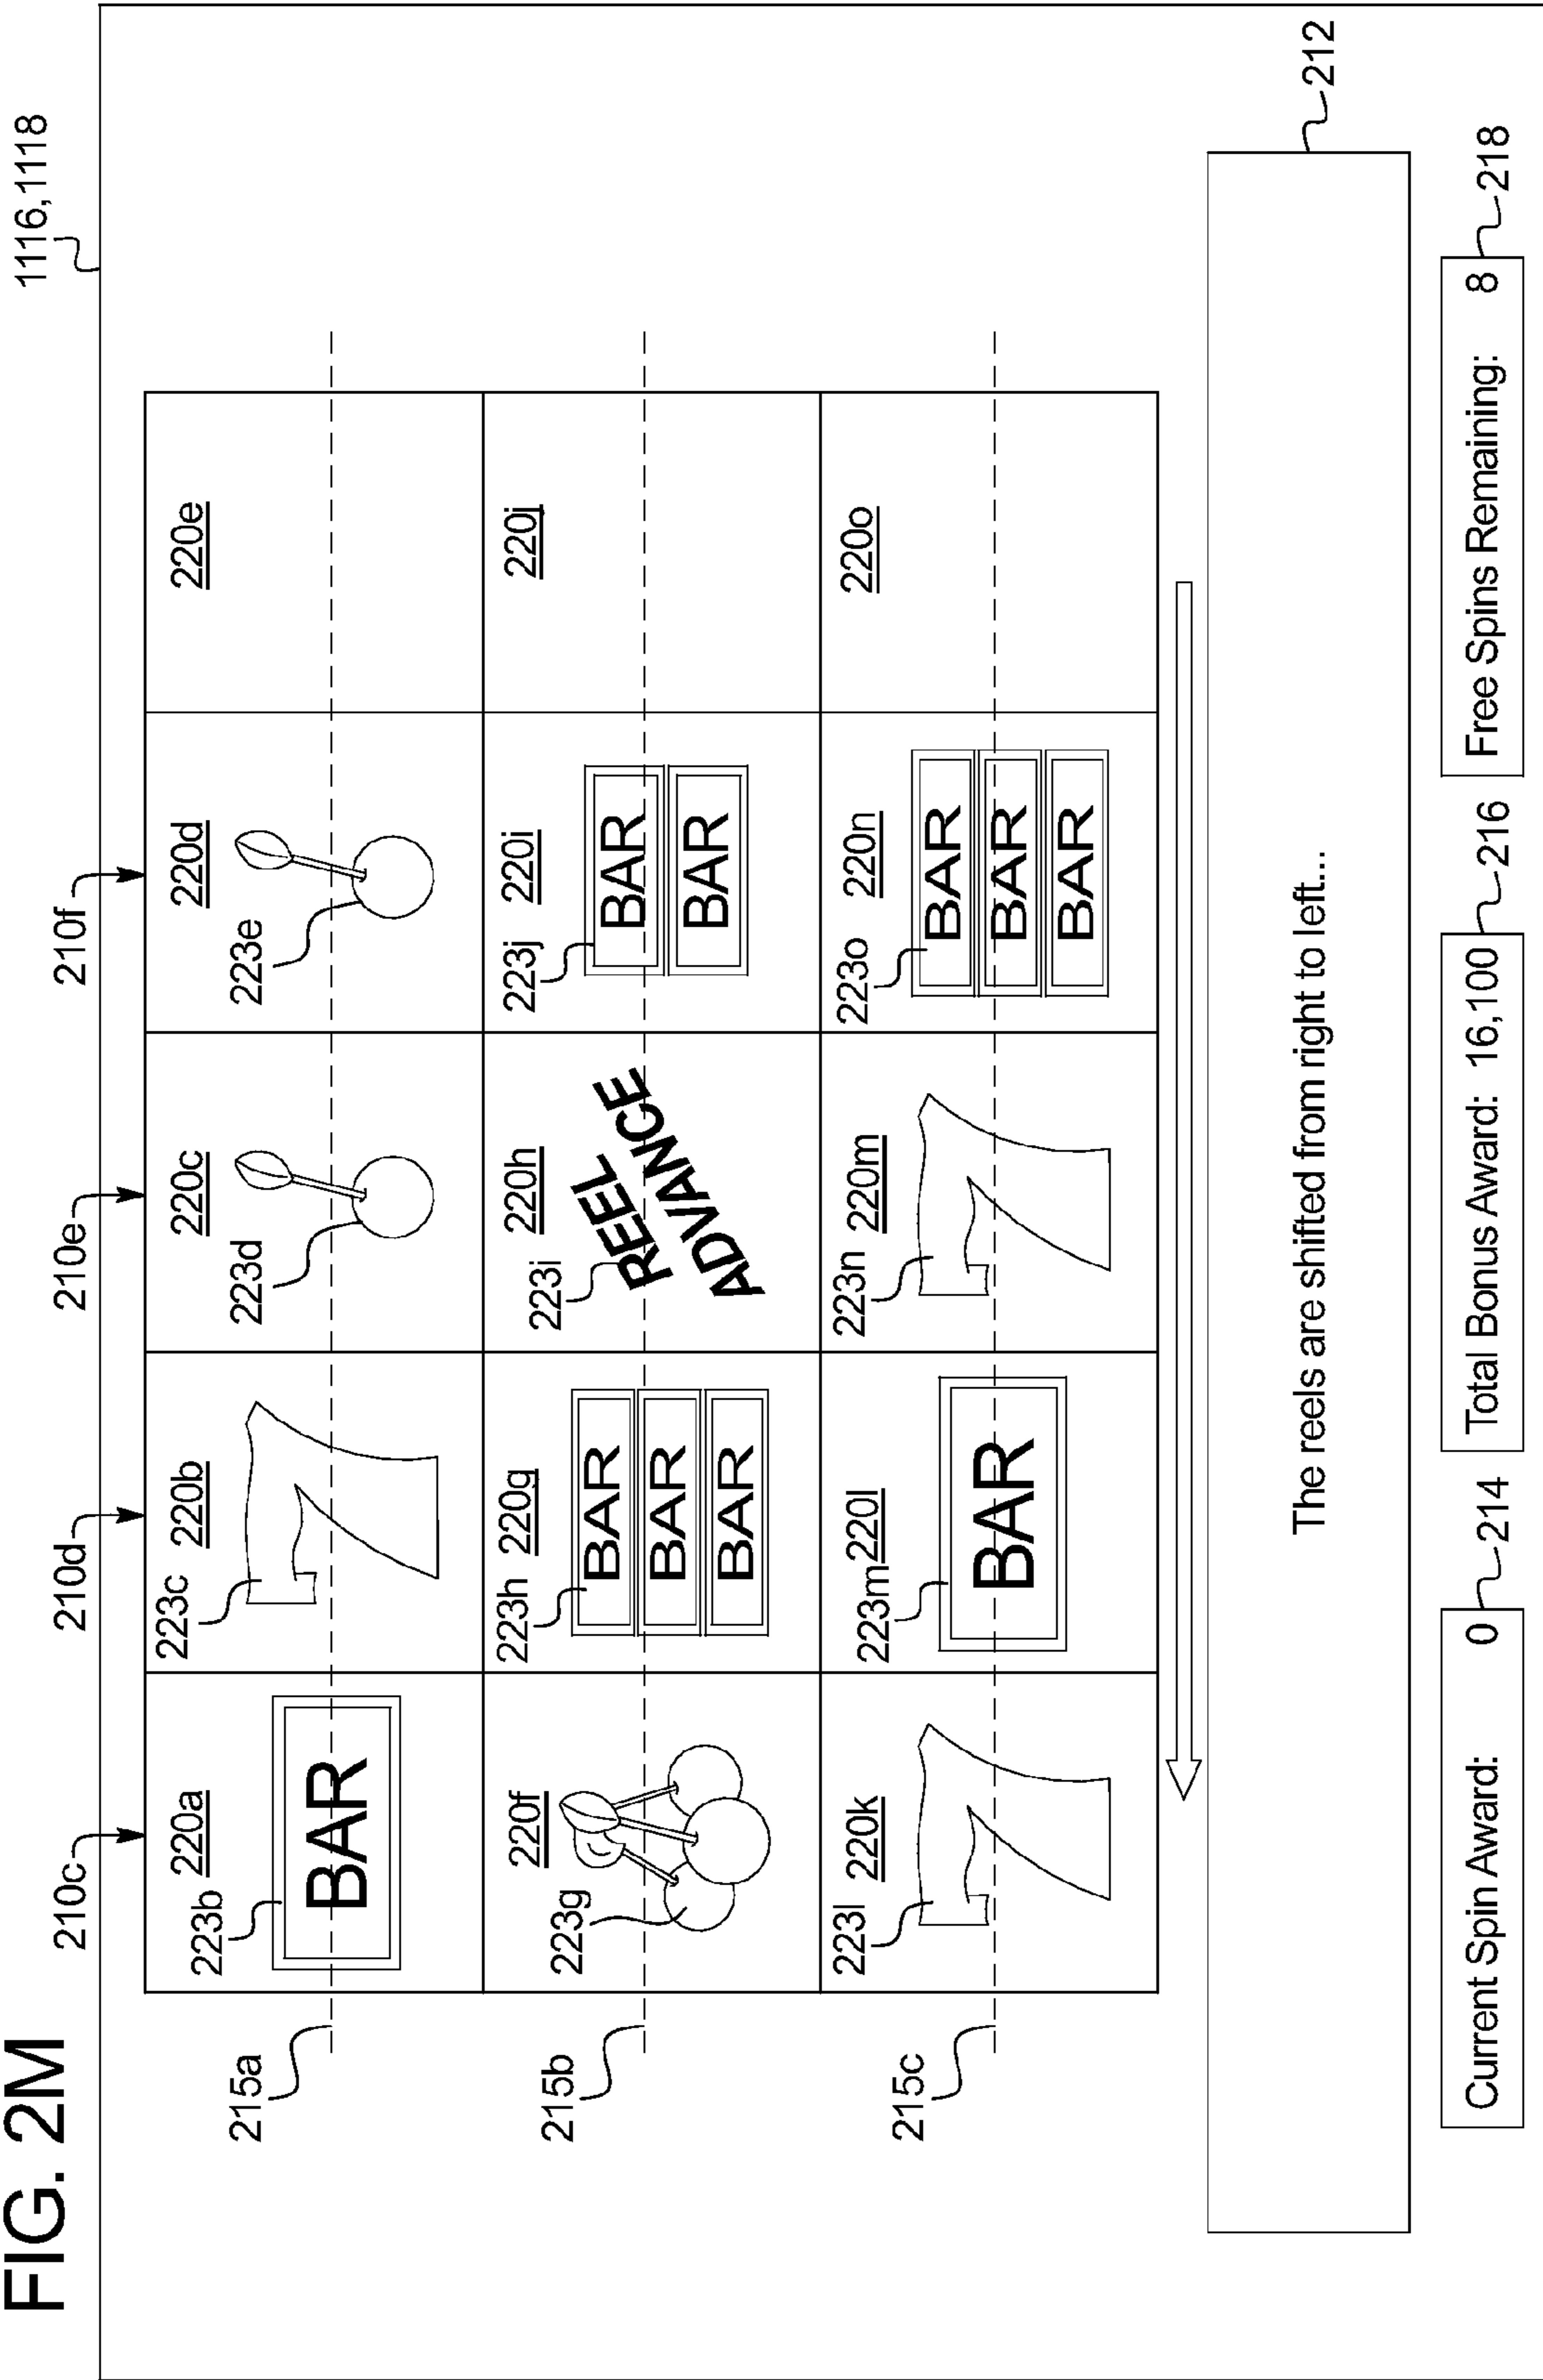 FIG. 2M
1116,1118
210c 210d 210e 210f
220a 220b 220c 220d 220e
223b 223c 223d 223e
BAR
215a
220f 220g 220h 220i 220j
223g 223h 223i 223j
BAR
BAR
BAR
REEL
ADVANCE
BAR
BAR
215b
220k 220l 220m 220n 220o
223l 223m 223n 223o
BAR
BAR
BAR
BAR
215c
The reels are shifted from right to left...
212
Current Spin Award: 0
214
Total Bonus Award: 16,100
216
Free Spins Remaining: 8
218